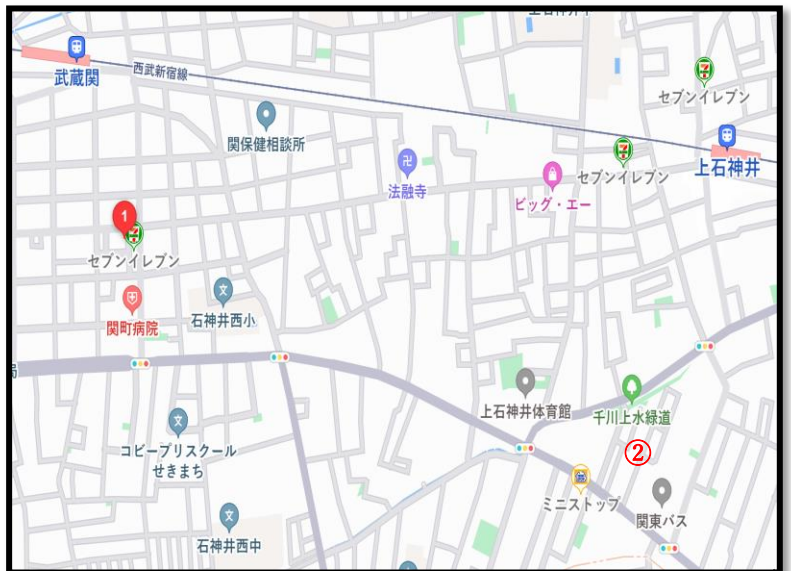 上石神井
武蔵関
西武新宿線
セブンイレブン
関保健相談所
上石神井
セブンイレブン
法融寺
ビッグ・エー
1
セブンイレブン
関町病院
石神井西小
局
上石神井体育館
千川上水緑道
コビープリスクール
せきまち
②
ミニストップ
関東バス
石神井西中